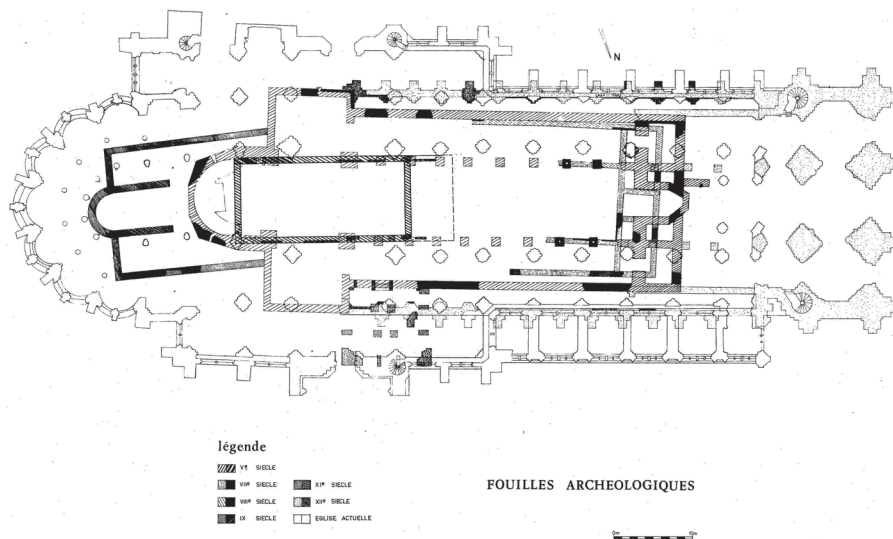 N
légende
Ve SIECLE
VIIe SIECLE
VIIIe SIECLE
IX SIECLE
XIe SIECLE
XIIe SIECLE
EGLISE ACTUELLE
FOUILLES ARCHEOLOGIQUES
0m 10m